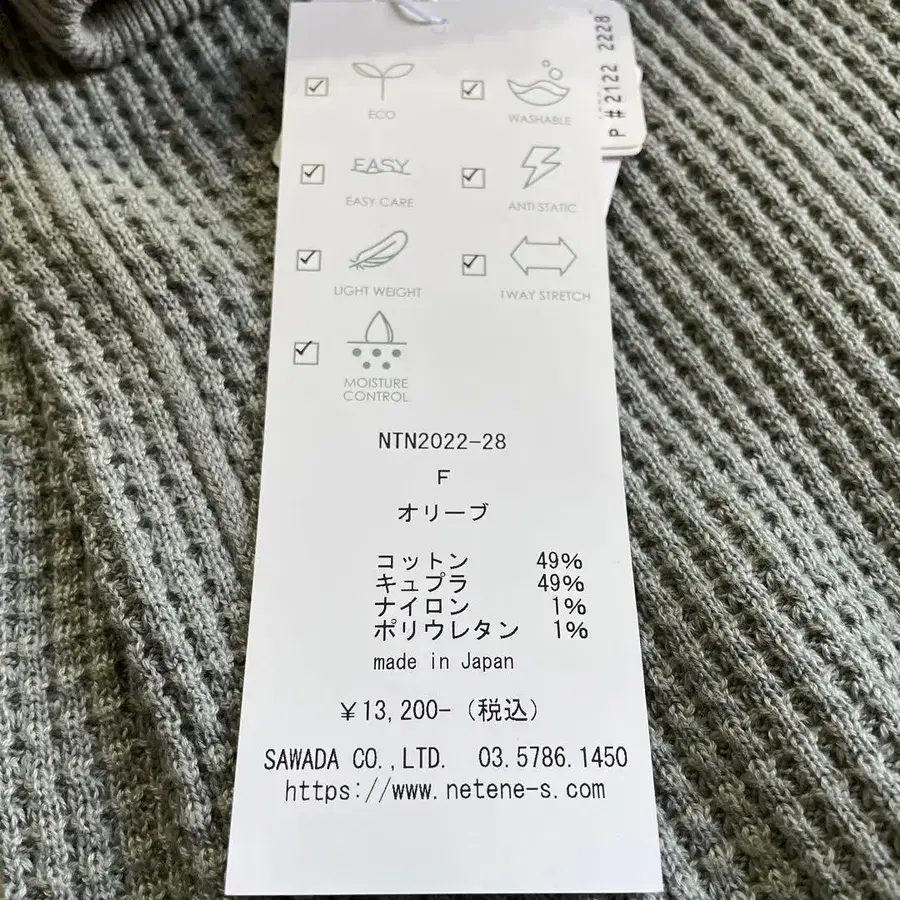 ECO
WASHABLE
EASY
EASY CARE
ANTI STATIC
LIGHT WEIGHT
1WAY STRETCH
MOISTURE
CONTROL
NTN2022-28
F
オリーブ
コットン 49%
キュプラ 49%
ナイロン 1%
ポリウレタン 1%
made in Japan
¥13,200-(税込)
SAWADA CO.,LTD. 03.5786.1450
https://www.netene-s.com
P #2122 2228